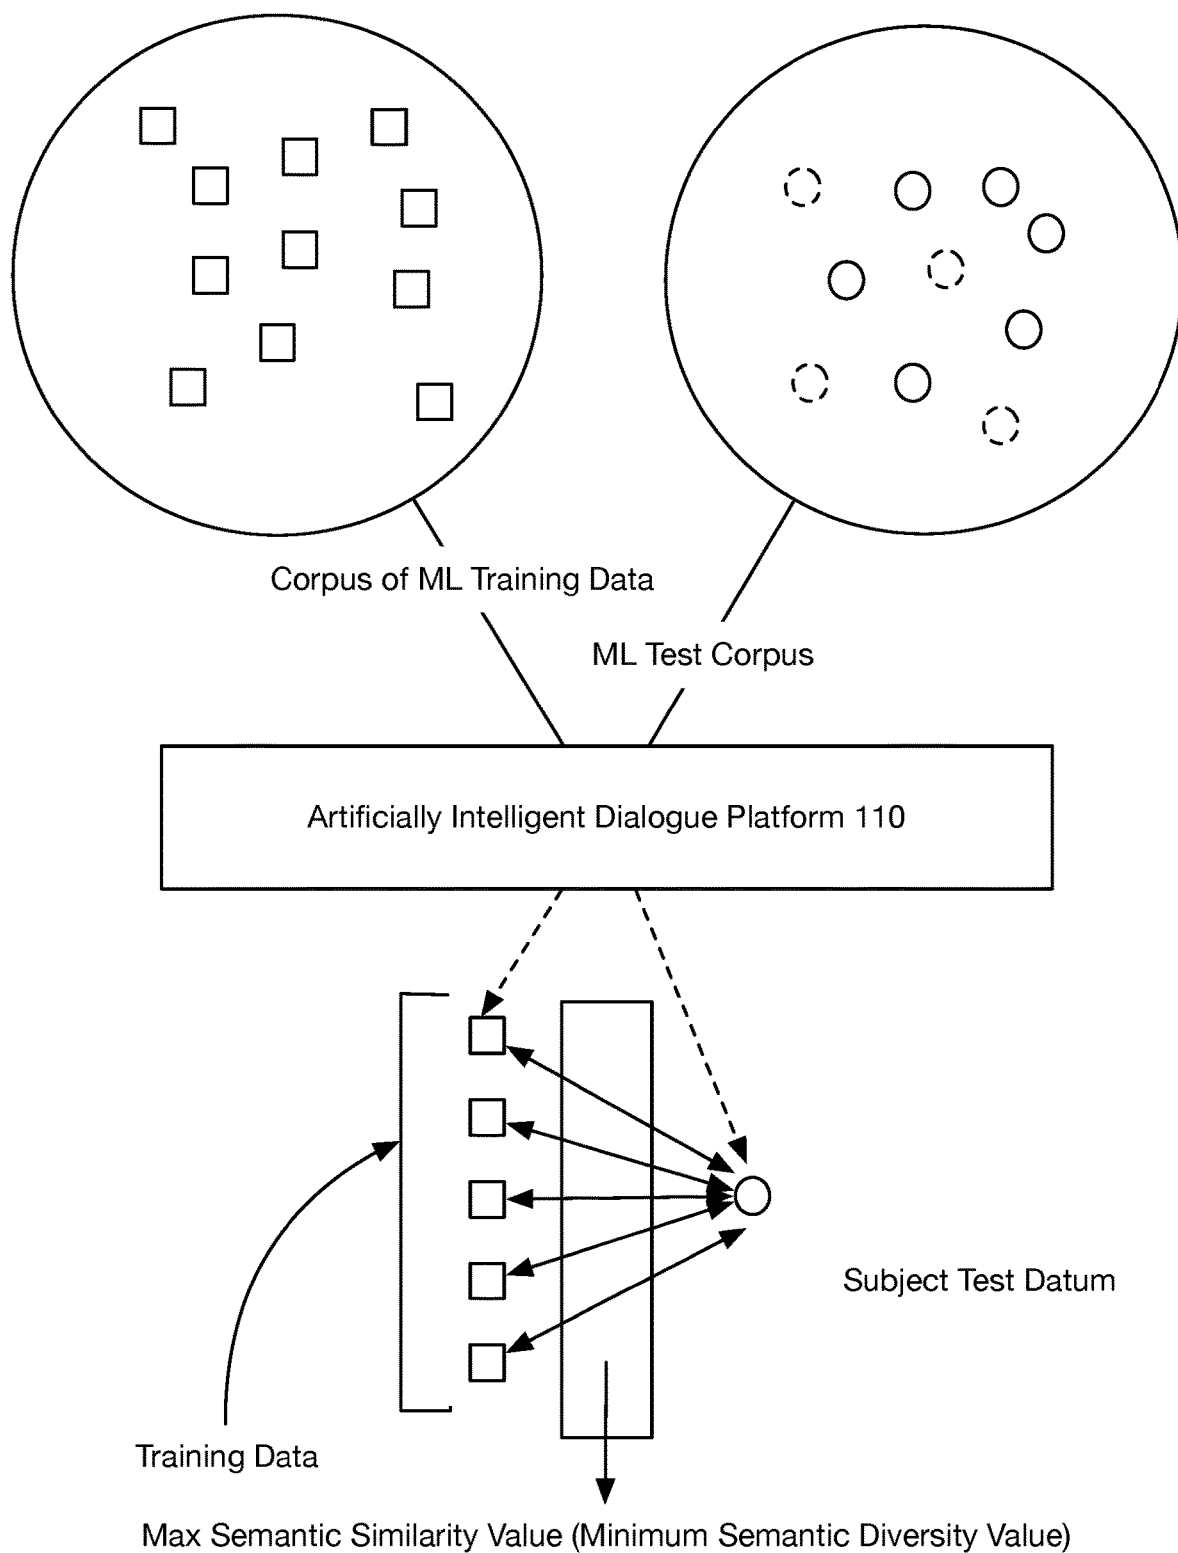 Corpus of ML Training Data
ML Test Corpus
Artificially Intelligent Dialogue Platform 110
Subject Test Datum
Training Data
Max Semantic Similarity Value (Minimum Semantic Diversity Value)